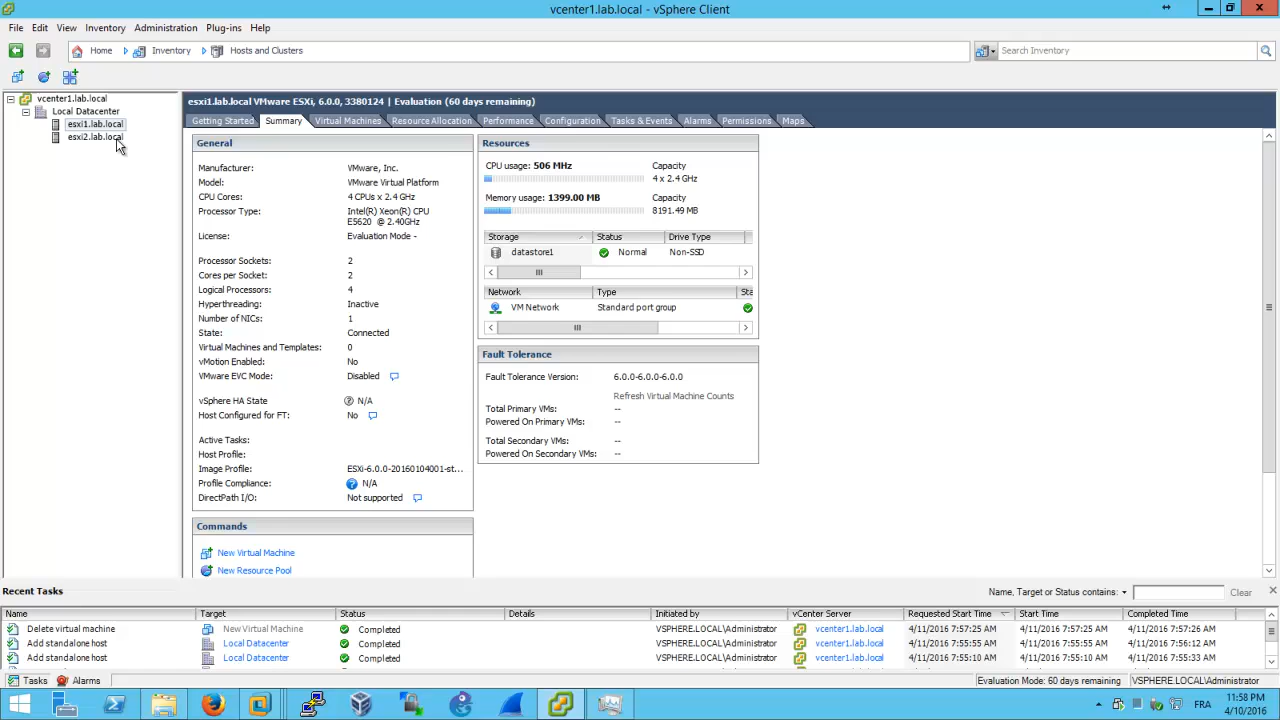 vcenter1.lab.local - vSphere Client
File Edit View Inventory Administration Plug-ins Help
Home Inventory Hosts and Clusters Search Inventory
vcenter1.lab.local
Local Datacenter
esxi1.lab.local
esxi2.lab.local
esxi1.lab.local VMware ESXi, 6.0.0, 3380124 | Evaluation (60 days remaining)
Getting Started Summary Virtual Machines Resource Allocation Performance Configuration Tasks & Events Alarms Permissions Maps
General
Manufacturer: VMware, Inc.
Model: VMware Virtual Platform
CPU Cores: 4 CPUs x 2.4 GHz
Processor Type: Intel(R) Xeon(R) CPU
E5620 @ 2.40GHz
License: Evaluation Mode -
Processor Sockets: 2
Cores per Socket: 2
Logical Processors: 4
Hyperthreading: Inactive
Number of NICs: 1
State: Connected
Virtual Machines and Templates: 0
vMotion Enabled: No
VMware EVC Mode: Disabled
vSphere HA State N/A
Host Configured for FT: No
Active Tasks:
Host Profile:
Image Profile: ESXi-6.0.0-20160104001-st...
Profile Compliance: N/A
DirectPath I/O: Not supported
Commands
New Virtual Machine
New Resource Pool
Resources
CPU usage: 506 MHz Capacity
4 x 2.4 GHz
Memory usage: 1399.00 MB Capacity
8191.49 MB
Storage Status Drive Type
datastore1 Normal Non-SSD
Network Type Sta
VM Network Standard port group
Fault Tolerance
Fault Tolerance Version: 6.0.0-6.0.0-6.0.0
Refresh Virtual Machine Counts
Total Primary VMs: --
Powered On Primary VMs: --
Total Secondary VMs: --
Powered On Secondary VMs: --
Recent Tasks Name, Target or Status contains: Clear
Name Target Status Details Initiated by vCenter Server Requested Start Time Start Time Completed Time
Delete virtual machine New Virtual Machine Completed VSPHERE.LOCAL\Administrator vcenter1.lab.local 4/11/2016 7:57:25 AM 4/11/2016 7:57:25 AM 4/11/2016 7:57:26 AM
Add standalone host Local Datacenter Completed VSPHERE.LOCAL\Administrator vcenter1.lab.local 4/11/2016 7:55:55 AM 4/11/2016 7:55:55 AM 4/11/2016 7:56:12 AM
Add standalone host Local Datacenter Completed VSPHERE.LOCAL\Administrator vcenter1.lab.local 4/11/2016 7:55:10 AM 4/11/2016 7:55:10 AM 4/11/2016 7:55:33 AM
Tasks Alarms Evaluation Mode: 60 days remaining VSPHERE.LOCAL\Administrator
FRA 11:58 PM
4/10/2016